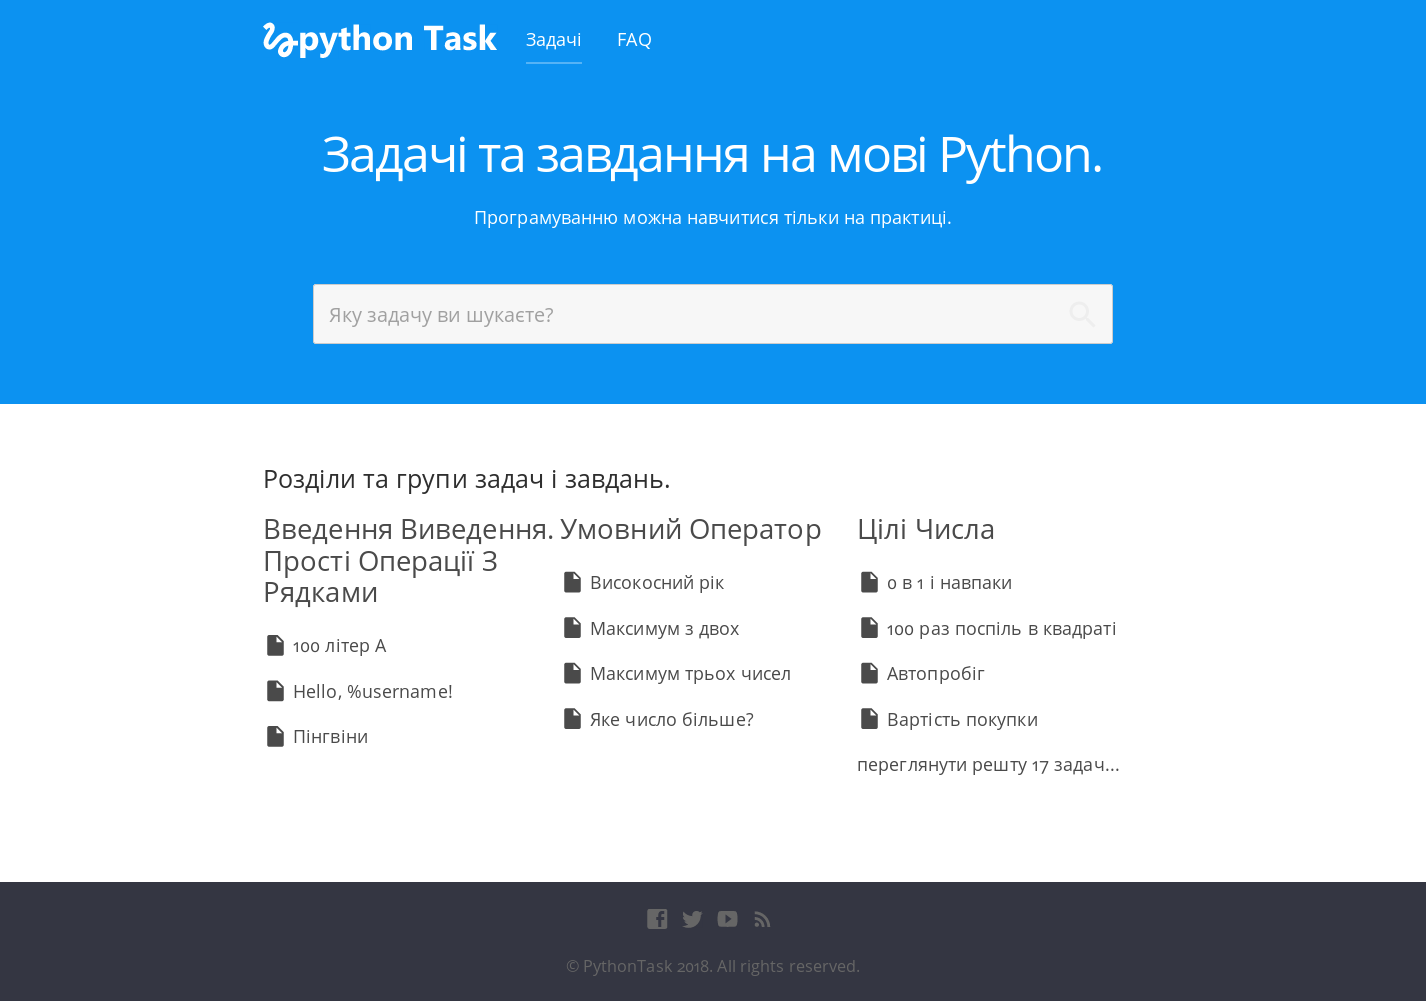 python Task
Задачі
FAQ
Задачі та завдання на мові Python.
Програмуванню можна навчитися тільки на практиці.
Яку задачу ви шукаєте?
Розділи та групи задач і завдань.
Введення Виведення.
Прості Операції З
Рядками
100 літер А
Hello, %username!
Пінгвіни
Умовний Оператор
Високосний рік
Максимум з двох
Максимум трьох чисел
Яке число більше?
Цілі Числа
0 в 1 і навпаки
100 раз поспіль в квадраті
Автопробіг
Вартість покупки
переглянути решту 17 задач...
© PythonTask 2018. All rights reserved.